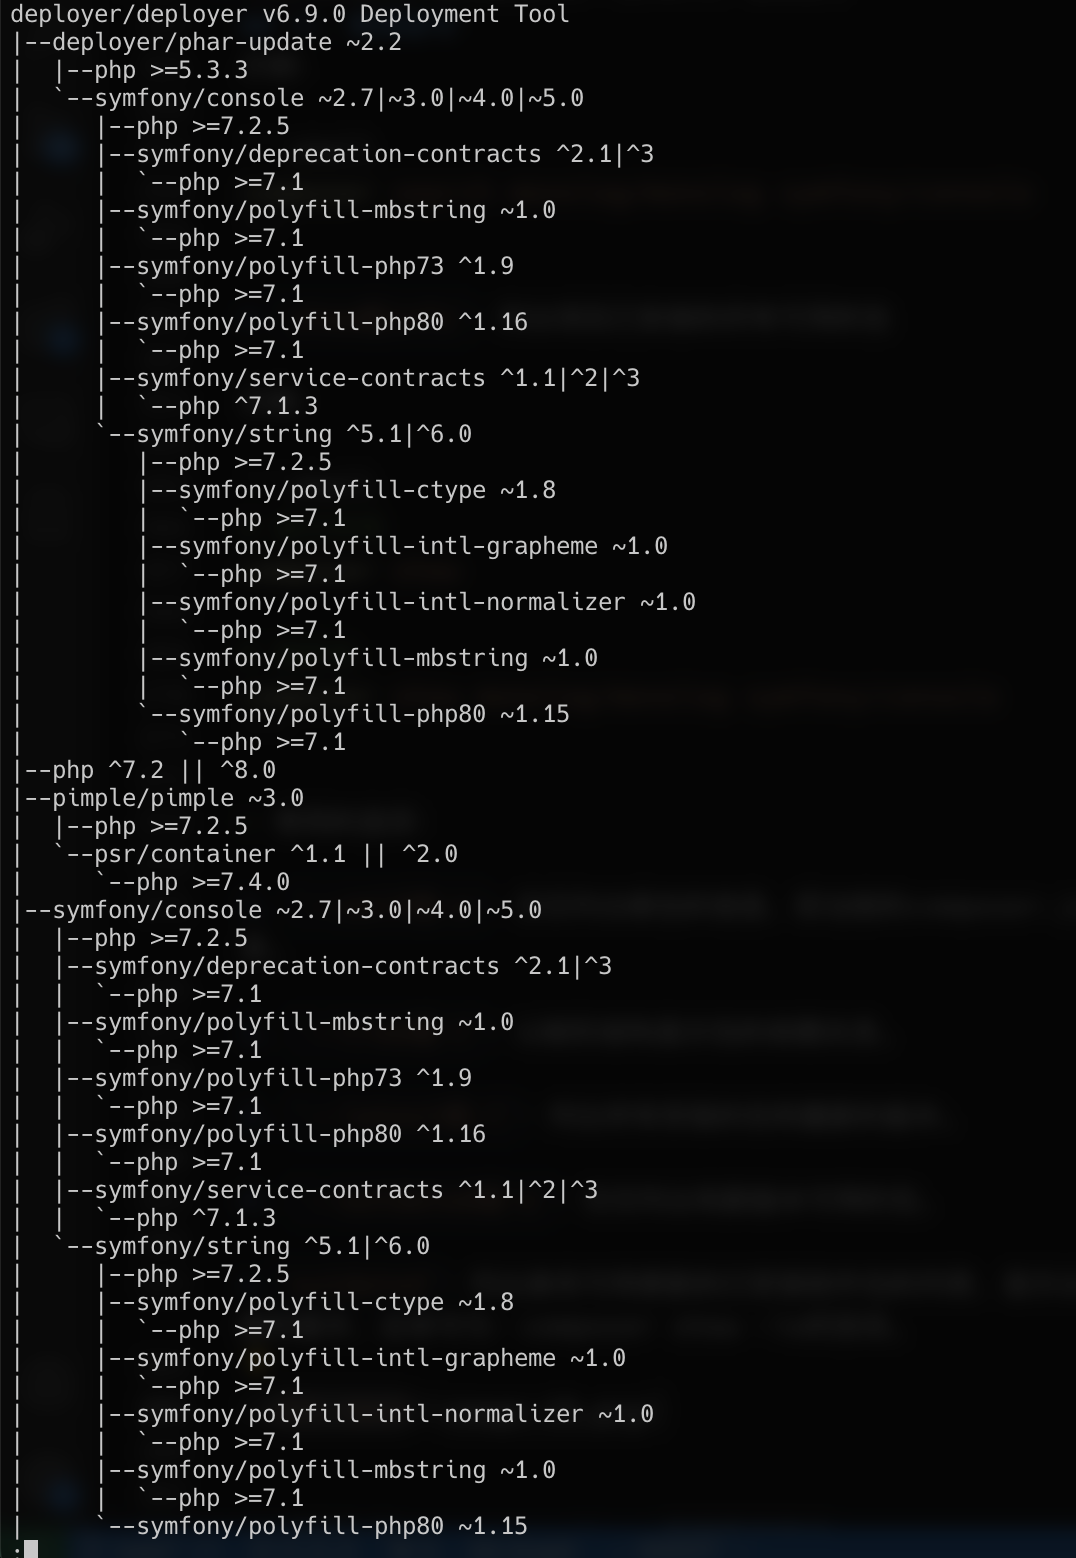 deployer/deployer v6.9.0 Deployment Tool
|--deployer/phar-update ~2.2
|  |--php >=5.3.3
|  `--symfony/console ~2.7|~3.0|~4.0|~5.0
|     |--php >=7.2.5
|     |--symfony/deprecation-contracts ^2.1|^3
|     |  `--php >=7.1
|     |--symfony/polyfill-mbstring ~1.0
|     |  `--php >=7.1
|     |--symfony/polyfill-php73 ^1.9
|     |  `--php >=7.1
|     |--symfony/polyfill-php80 ^1.16
|     |  `--php >=7.1
|     |--symfony/service-contracts ^1.1|^2|^3
|     |  `--php ^7.1.3
|     `--symfony/string ^5.1|^6.0
|        |--php >=7.2.5
|        |--symfony/polyfill-ctype ~1.8
|        |  `--php >=7.1
|        |--symfony/polyfill-intl-grapheme ~1.0
|        |  `--php >=7.1
|        |--symfony/polyfill-intl-normalizer ~1.0
|        |  `--php >=7.1
|        |--symfony/polyfill-mbstring ~1.0
|        |  `--php >=7.1
|        `--symfony/polyfill-php80 ~1.15
|           `--php >=7.1
|--php ^7.2 || ^8.0
|--pimple/pimple ~3.0
|  |--php >=7.2.5
|  `--psr/container ^1.1 || ^2.0
|     `--php >=7.4.0
|--symfony/console ~2.7|~3.0|~4.0|~5.0
|  |--php >=7.2.5
|  |--symfony/deprecation-contracts ^2.1|^3
|  |  `--php >=7.1
|  |--symfony/polyfill-mbstring ~1.0
|  |  `--php >=7.1
|  |--symfony/polyfill-php73 ^1.9
|  |  `--php >=7.1
|  |--symfony/polyfill-php80 ^1.16
|  |  `--php >=7.1
|  |--symfony/service-contracts ^1.1|^2|^3
|  |  `--php ^7.1.3
|  `--symfony/string ^5.1|^6.0
|     |--php >=7.2.5
|     |--symfony/polyfill-ctype ~1.8
|     |  `--php >=7.1
|     |--symfony/polyfill-intl-grapheme ~1.0
|     |  `--php >=7.1
|     |--symfony/polyfill-intl-normalizer ~1.0
|     |  `--php >=7.1
|     |--symfony/polyfill-mbstring ~1.0
|     |  `--php >=7.1
|     `--symfony/polyfill-php80 ~1.15
: